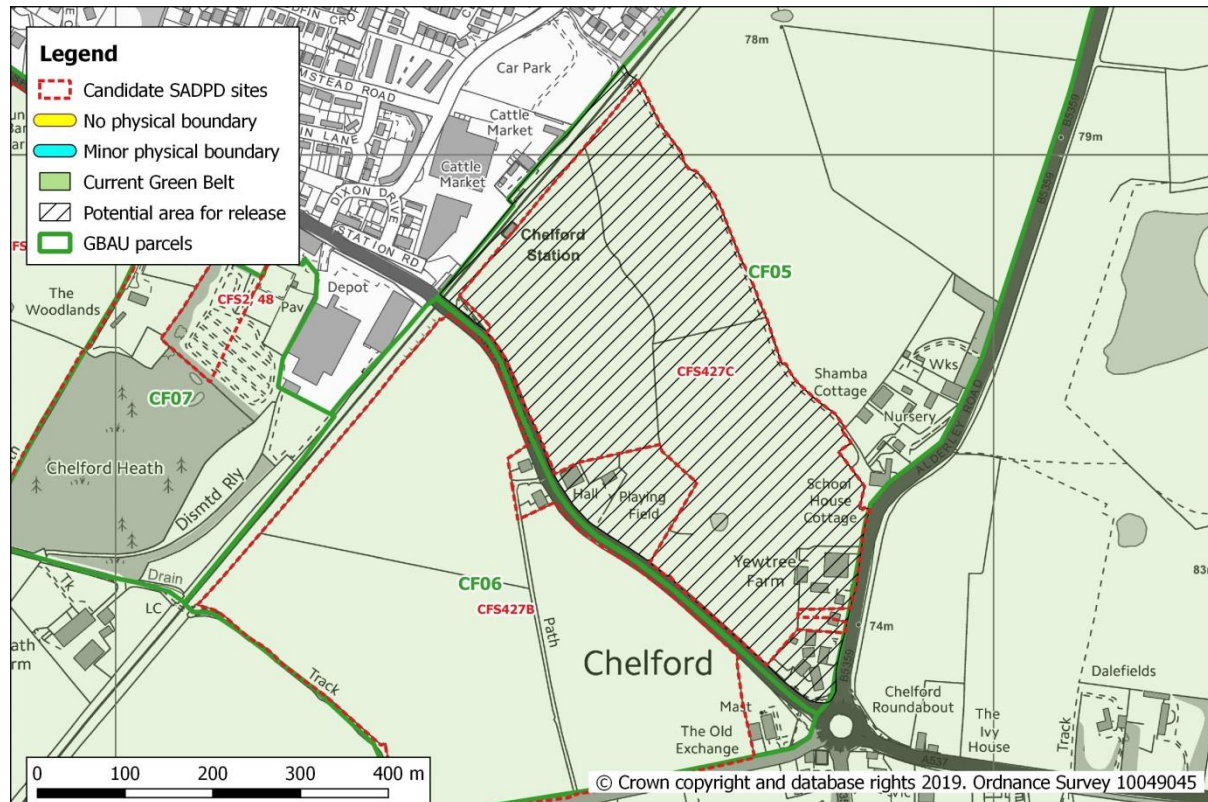 Legend
Candidate SADPD sites
No physical boundary
Minor physical boundary
Current Green Belt
Potential area for release
GBAU parcels
78m
Car Park
Cattle
Market
Cattle
Market
DIXON DRIVE
STATION RD
Chelford
Station
B5359
79m
CF05
The
Woodlands
CFS2 48
Pav
Depot
CFS427C
Shamba
Cottage
Wks
Nursery
ALDERLEY ROAD
CF07
Chelford Heath
Dismtd Rly
Hall
Playing
Field
School
House
Cottage
Yewtree
Farm
Drain
LC
CF06
CFS427B
Path
Track
74m
B5359
Chelford
Mast
The Old
Exchange
Chelford
Roundabout
The
Ivy
House
A537
Track
Dalefields
0 100 200 300 400 m
© Crown copyright and database rights 2019. Ordnance Survey 10049045